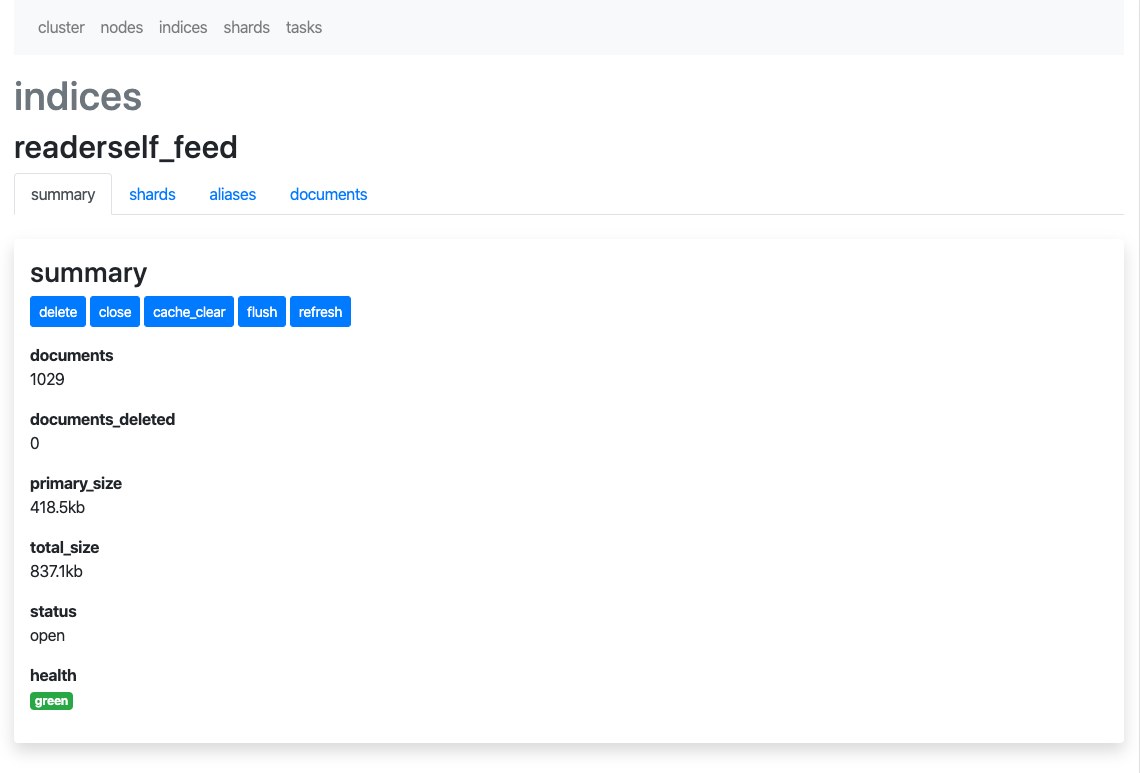 cluster nodes indices shards tasks
indices
readerself_feed
summary shards aliases documents
summary
delete close cache_clear flush refresh
documents
1029
documents_deleted
0
primary_size
418.5kb
total_size
837.1kb
status
open
health
green